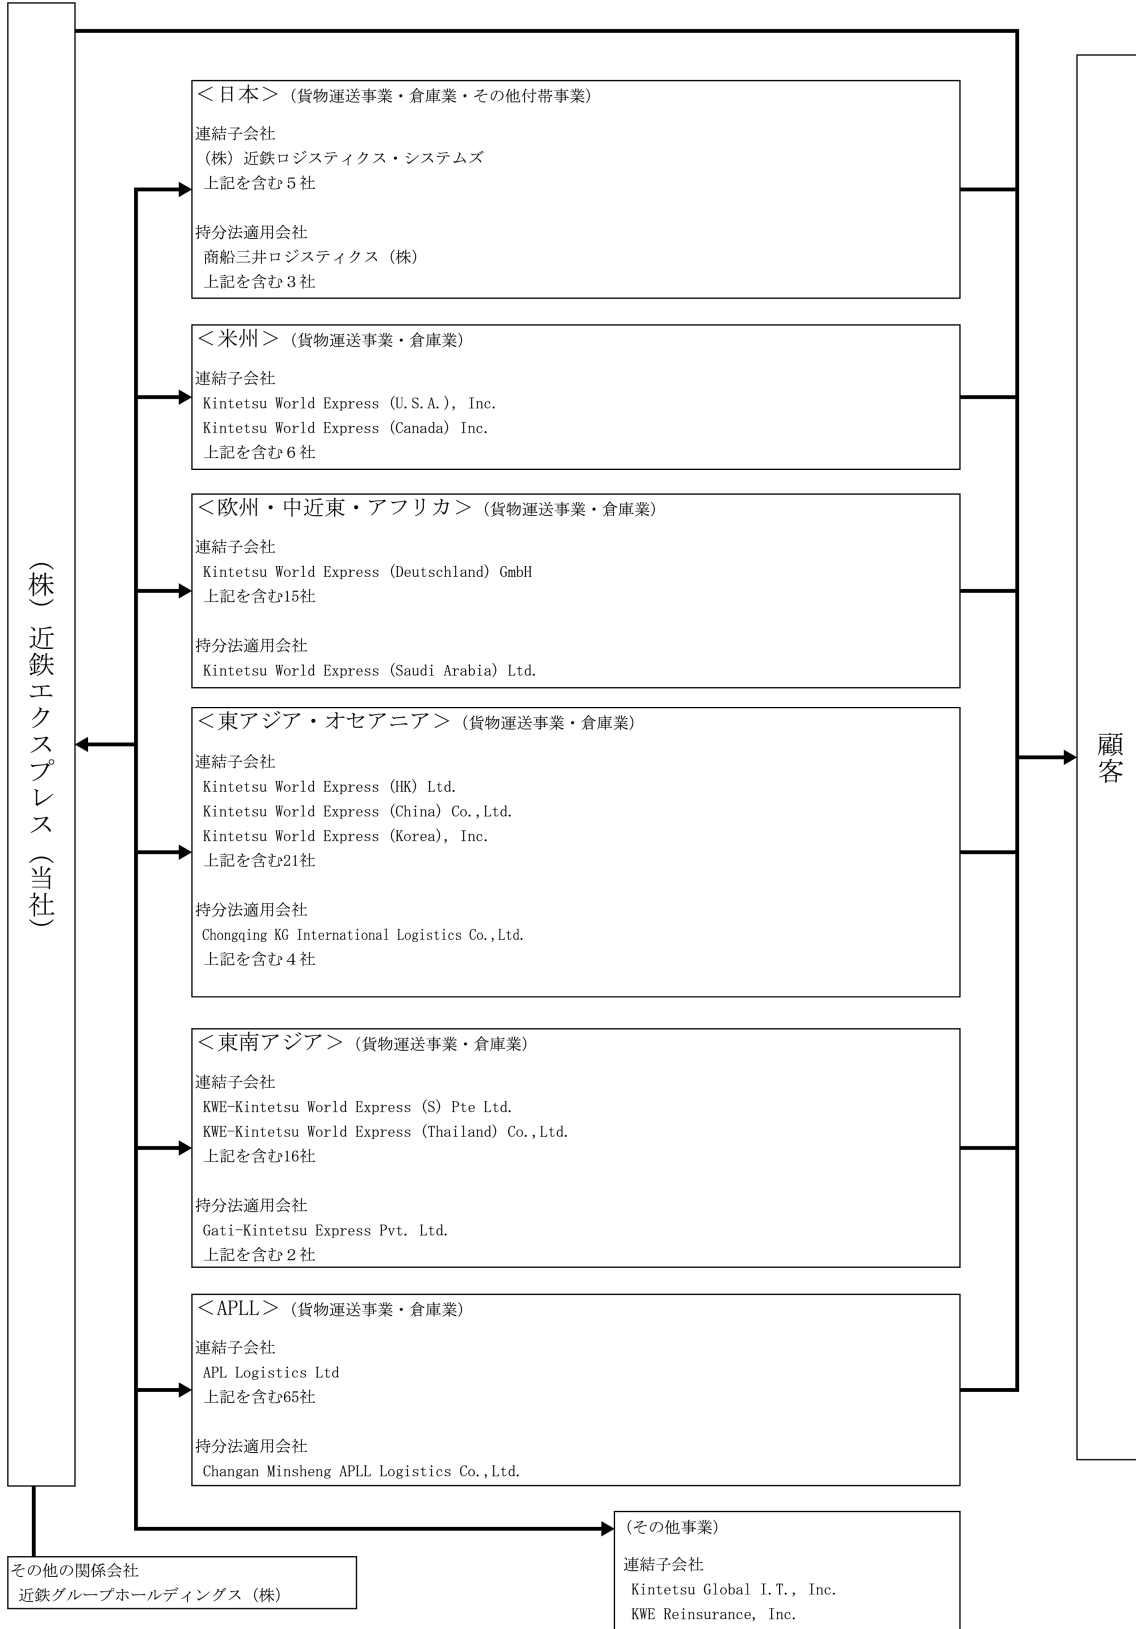 (株) 近鉄エクスプレス (当社)
＜日本＞ (貨物運送事業・倉庫業・その他付帯事業)
連結子会社
(株) 近鉄ロジスティクス・システムズ
上記を含む５社
持分法適用会社
商船三井ロジスティクス (株)
上記を含む３社
＜米州＞ (貨物運送事業・倉庫業)
連結子会社
Kintetsu World Express (U.S.A.), Inc.
Kintetsu World Express (Canada) Inc.
上記を含む６社
＜欧州・中近東・アフリカ＞ (貨物運送事業・倉庫業)
連結子会社
Kintetsu World Express (Deutschland) GmbH
上記を含む15社
持分法適用会社
Kintetsu World Express (Saudi Arabia) Ltd.
＜東アジア・オセアニア＞ (貨物運送事業・倉庫業)
連結子会社
Kintetsu World Express (HK) Ltd.
Kintetsu World Express (China) Co.,Ltd.
Kintetsu World Express (Korea), Inc.
上記を含む21社
持分法適用会社
Chongqing KG International Logistics Co.,Ltd.
上記を含む４社
＜東南アジア＞ (貨物運送事業・倉庫業)
連結子会社
KWE-Kintetsu World Express (S) Pte Ltd.
KWE-Kintetsu World Express (Thailand) Co.,Ltd.
上記を含む16社
持分法適用会社
Gati-Kintetsu Express Pvt. Ltd.
上記を含む２社
＜APLL＞ (貨物運送事業・倉庫業)
連結子会社
APL Logistics Ltd
上記を含む65社
持分法適用会社
Changan Minsheng APLL Logistics Co.,Ltd.
顧客
その他の関係会社
近鉄グループホールディングス (株)
(その他事業)
連結子会社
Kintetsu Global I.T., Inc.
KWE Reinsurance, Inc.